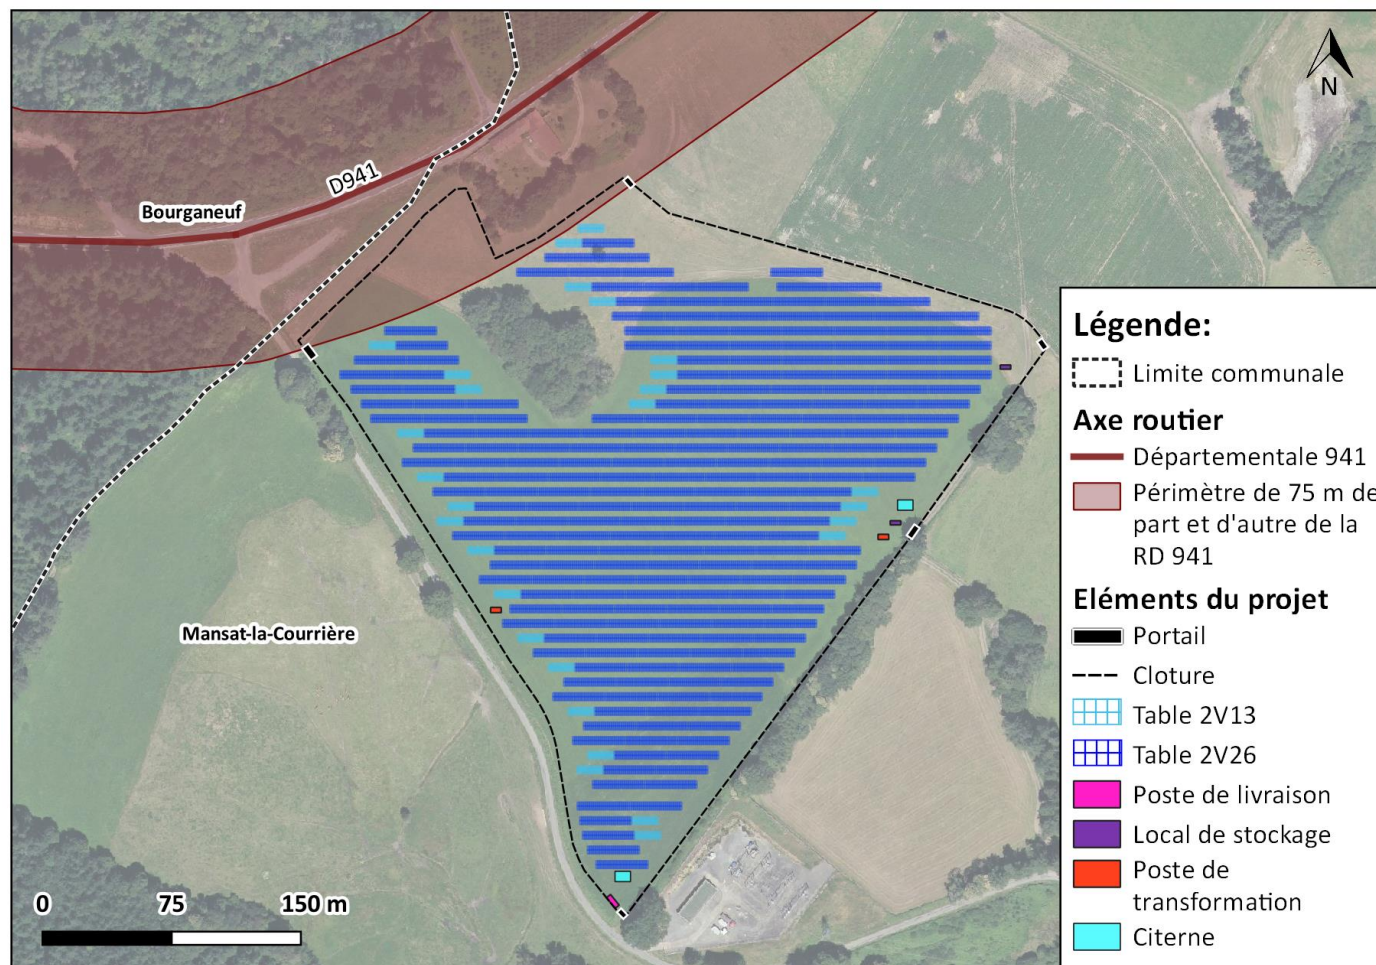 N
D941
Bourganeuf
Mansat-la-Courrière
0 75 150 m
Légende:
Limite communale
Axe routier
Départementale 941
Périmètre de 75 m de
part et d'autre de la
RD 941
Eléments du projet
Portail
Cloture
Table 2V13
Table 2V26
Poste de livraison
Local de stockage
Poste de
transformation
Citerne